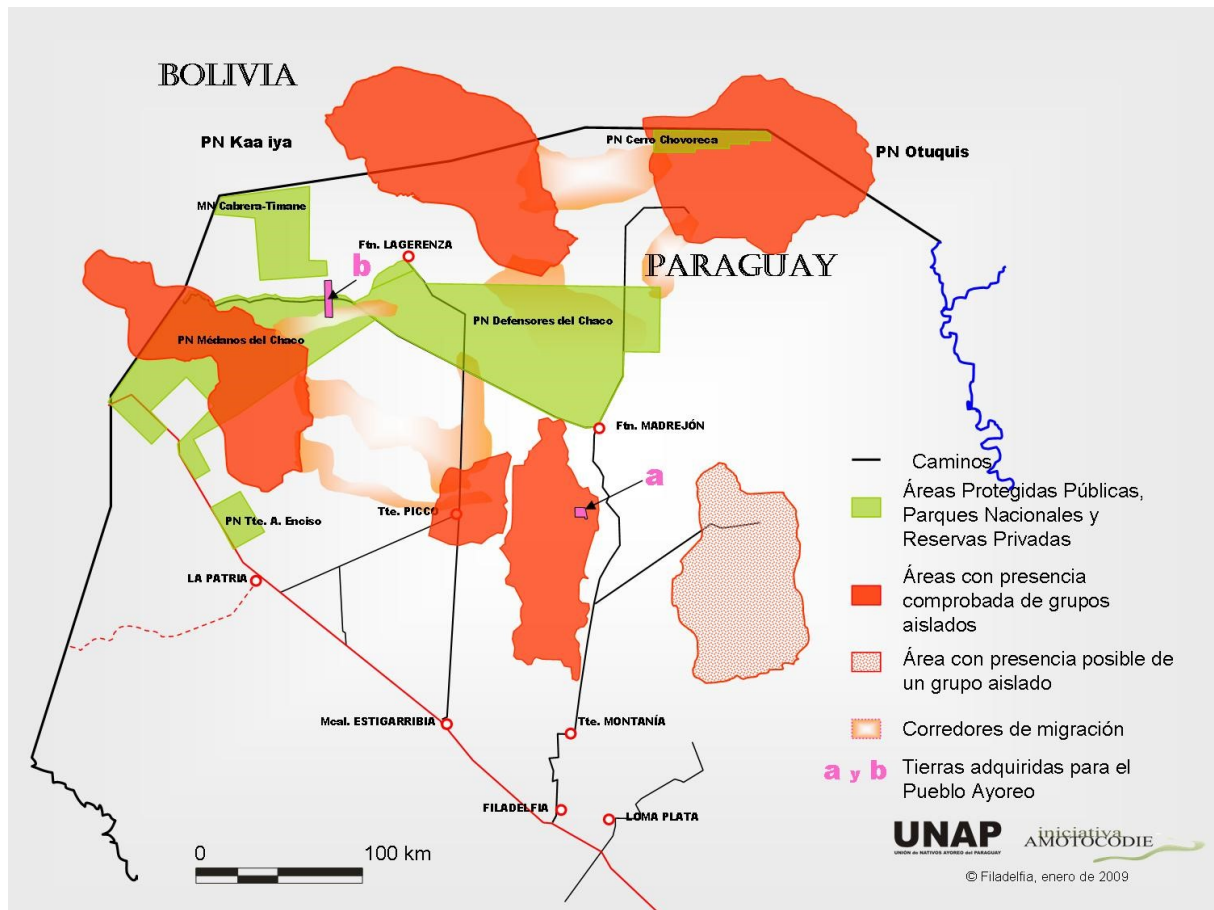 BOLIVIA
PN Kaa iya
PN Cerro Chovoreca
PN Otuquis
MN Cabrera-Timane
Ftn. LAGERENZA
PARAGUAY
b
PN Defensores del Chaco
PN Médanos del Chaco
Ftn. MADREJÓN
a
Tte. PICCO
PN Tte. A. Enciso
LA PATRIA
Mcal. ESTIGARRIBIA
Tte. MONTANÍA
FILADELFIA
LOMA PLATA
Caminos
Áreas Protegidas Públicas,
Parques Nacionales y
Reservas Privadas
Áreas con presencia
comprobada de grupos
aislados
Área con presencia posible de
un grupo aislado
Corredores de migración
a y b Tierras adquiridas para el
Pueblo Ayoreo
0 100 km
UNAP
UNIÓN de NATIVOS AYOREO del PARAGUAY
iniciativa
AMOTOCODIE
© Filadelfia, enero de 2009